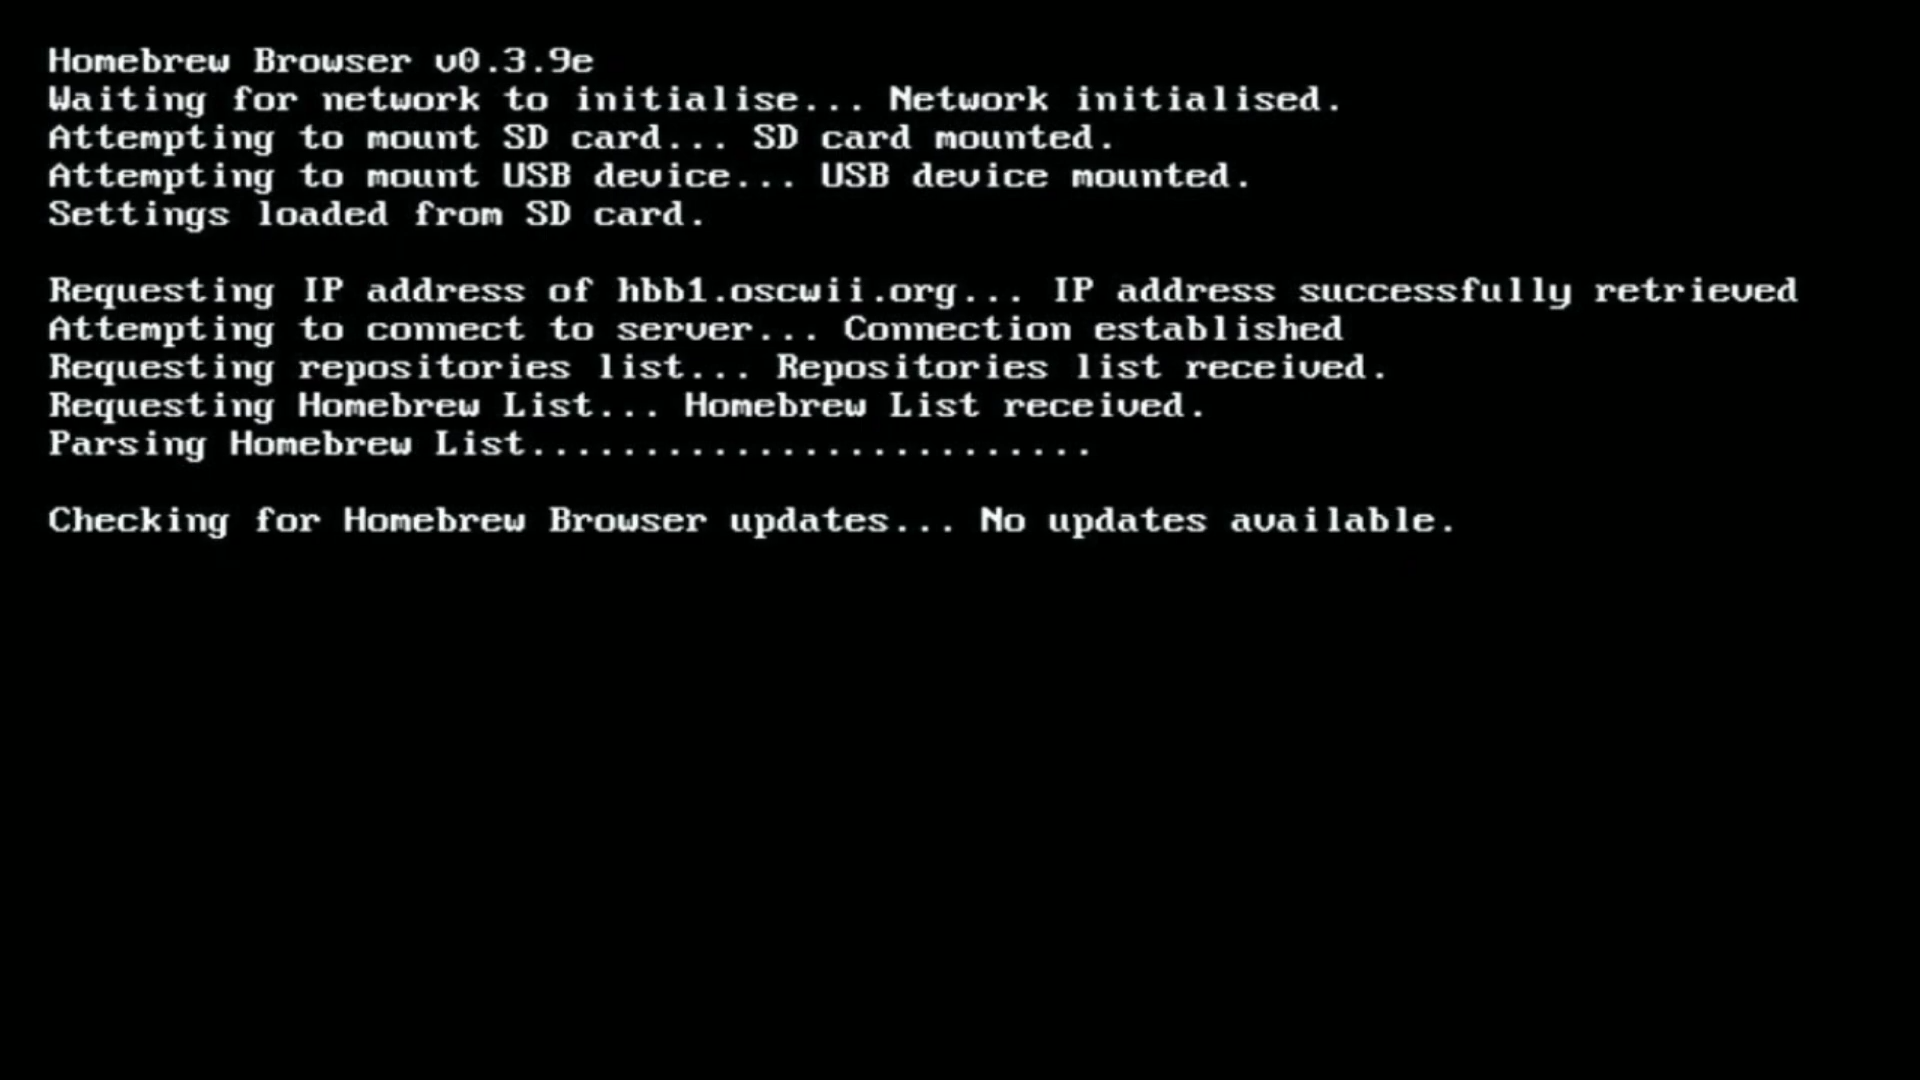 Homebrew Browser v0.3.9e
Waiting for network to initialise... Network initialised.
Attempting to mount SD card... SD card mounted.
Attempting to mount USB device... USB device mounted.
Settings loaded from SD card.
Requesting IP address of hbb1.oscwii.org... IP address successfully retrieved
Attempting to connect to server... Connection established
Requesting repositories list... Repositories list received.
Requesting Homebrew List... Homebrew List received.
Parsing Homebrew List.........................
Checking for Homebrew Browser updates... No updates available.